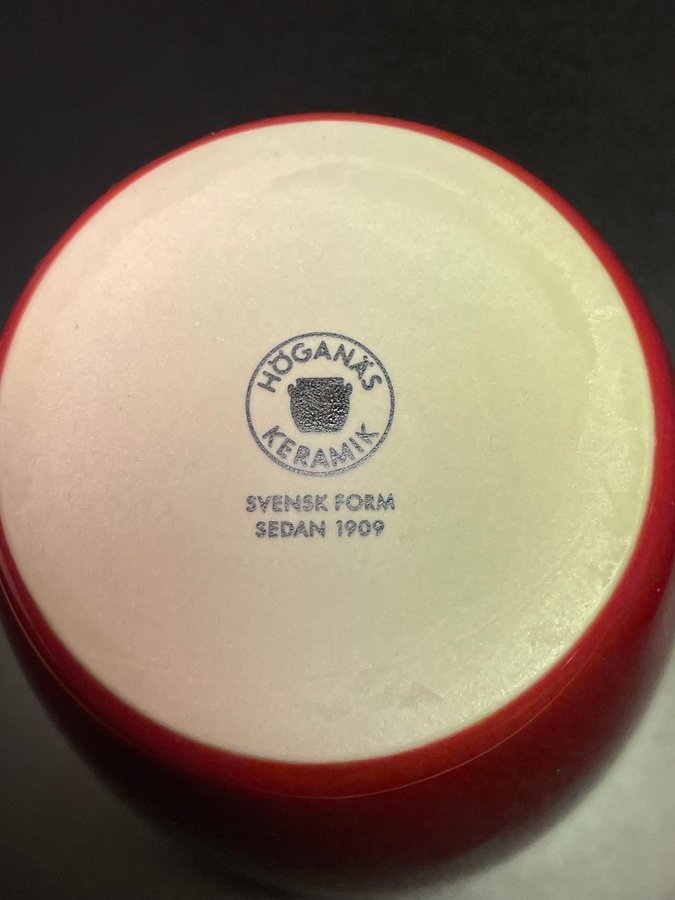 HÖGANÄS
KERAMIK
SVENSK FORM
SEDAN 1909